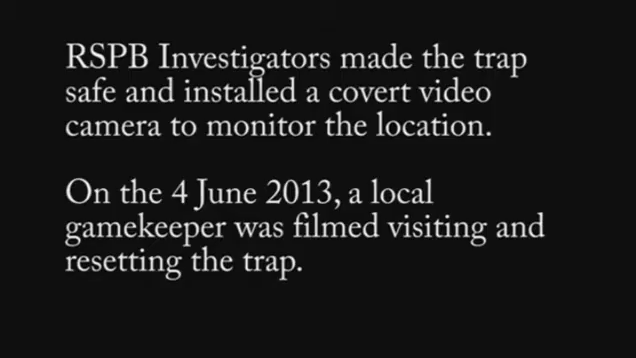 RSPB Investigators made the trap
safe and installed a covert video
camera to monitor the location.
On the 4 June 2013, a local
gamekeeper was filmed visiting and
resetting the trap.